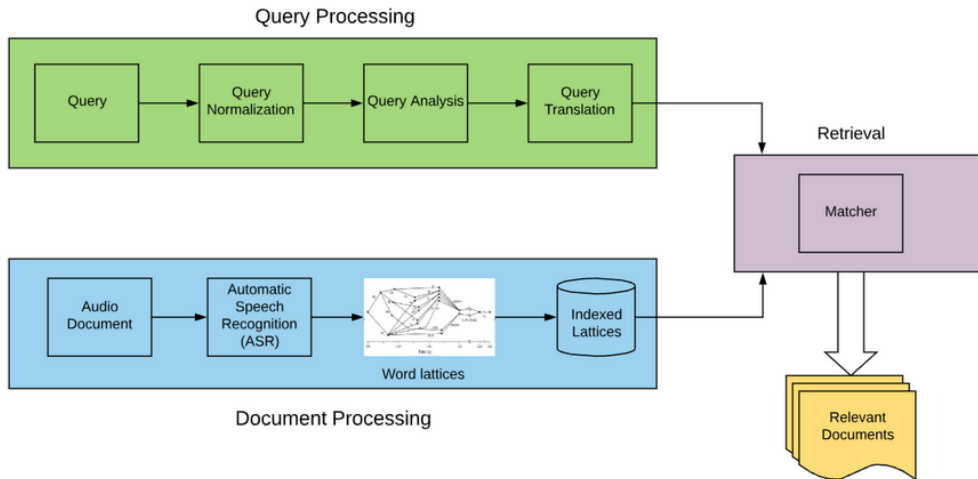 Query Processing
Query
Query
Normalization
Query Analysis
Query
Translation
Retrieval
Matcher
Audio
Document
Automatic
Speech
Recognition
(ASR)
Word lattices
Indexed
Lattices
Document Processing
Relevant
Documents